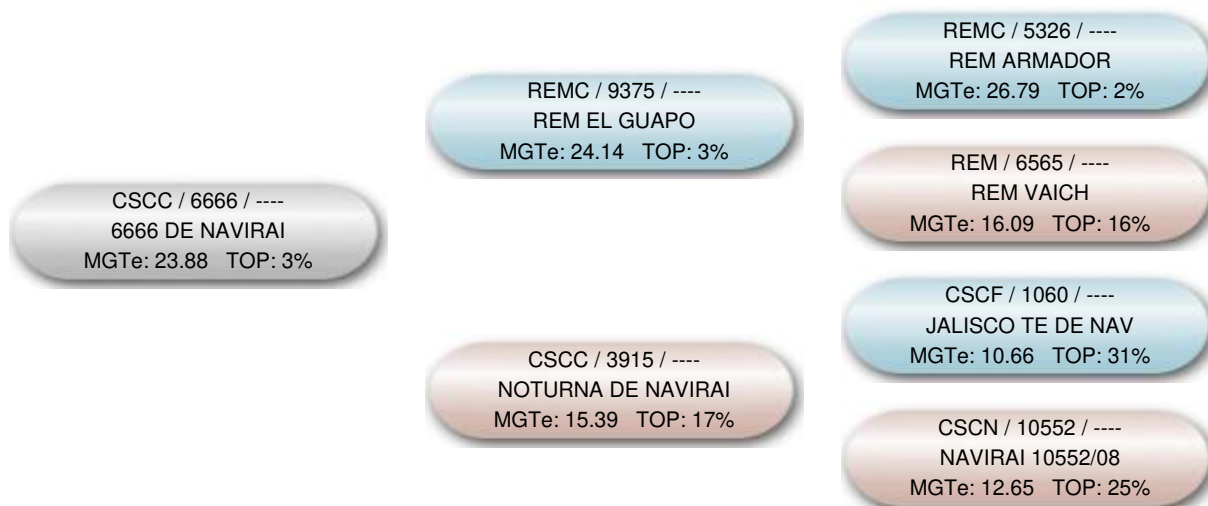 CSCC / 6666 / ----
6666 DE NAVIRAI
MGTe: 23.88 TOP: 3%
REMC / 9375 / ----
REM EL GUAPO
MGTe: 24.14 TOP: 3%
CSCC / 3915 / ----
NOTURNA DE NAVIRAI
MGTe: 15.39 TOP: 17%
REMC / 5326 / ----
REM ARMADOR
MGTe: 26.79 TOP: 2%
REM / 6565 / ----
REM VAICH
MGTe: 16.09 TOP: 16%
CSCF / 1060 / ----
JALISCO TE DE NAV
MGTe: 10.66 TOP: 31%
CSCN / 10552 / ----
NAVIRAI 10552/08
MGTe: 12.65 TOP: 25%